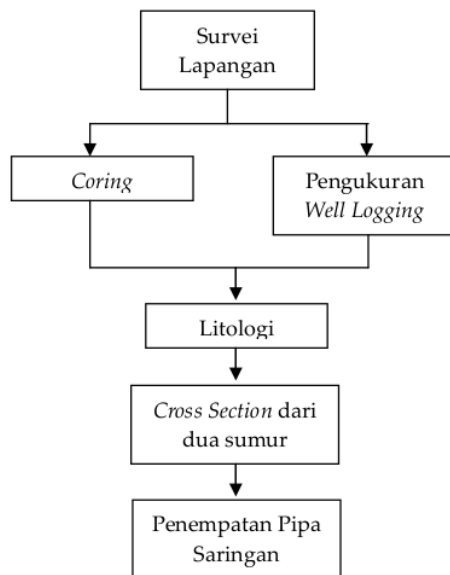 Survei
Lapangan
Coring
Pengukuran
Well Logging
Litologi
Cross Section dari
dua sumur
Penempatan Pipa
Saringan